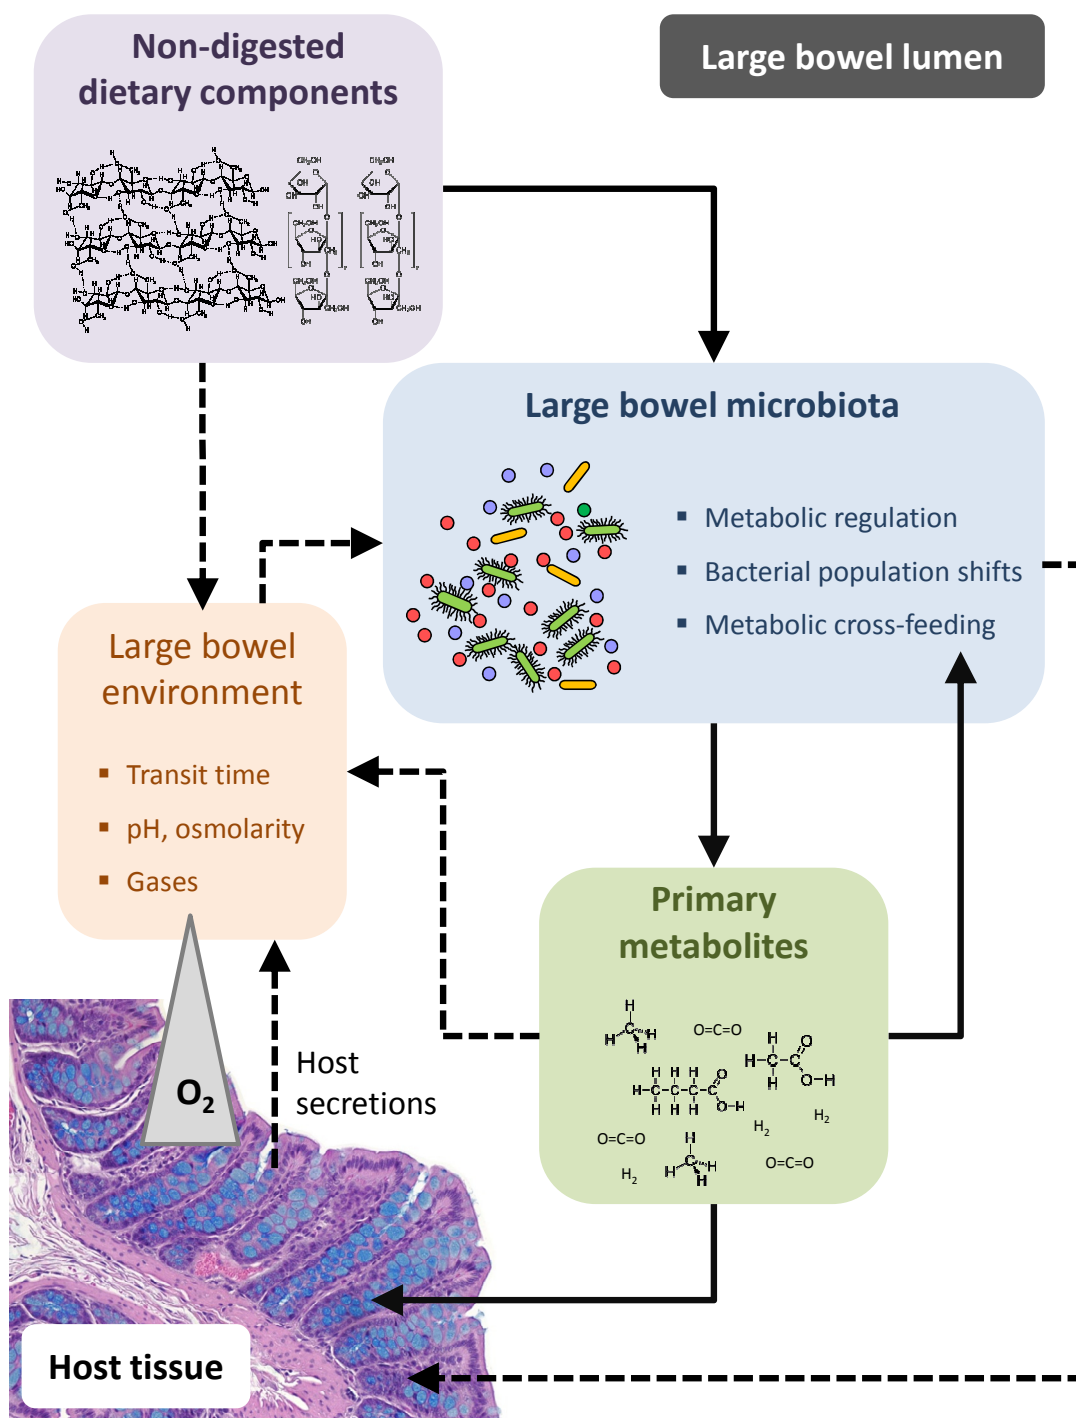 Non-digested
dietary components
Large bowel lumen
Large bowel microbiota
▪ Metabolic regulation
▪ Bacterial population shifts
▪ Metabolic cross-feeding
Large bowel
environment
▪ Transit time
▪ pH, osmolarity
▪ Gases
Primary
metabolites
O=C=O
H₂
H₂
O=C=O
H₂
O=C=O
O₂
Host
secretions
Host tissue